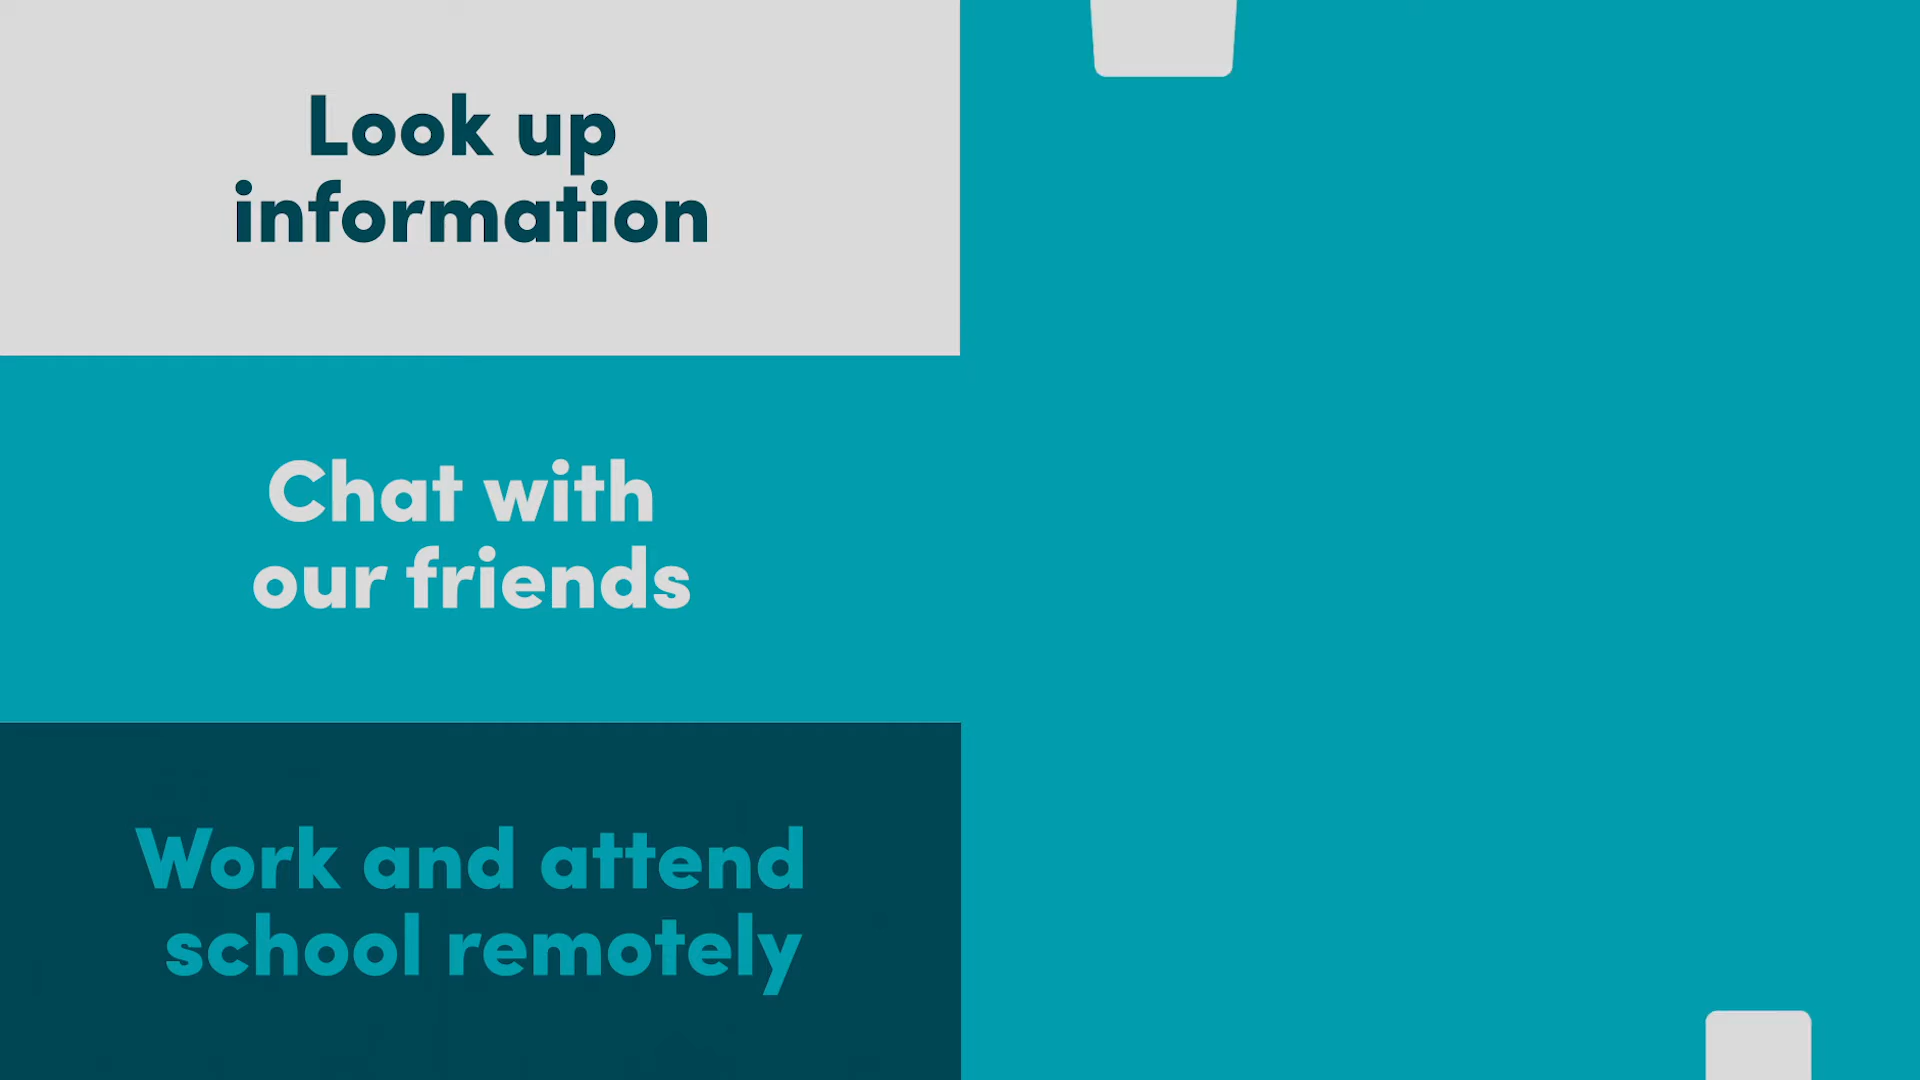 Look up
information
Chat with
our friends
Work and attend
school remotely